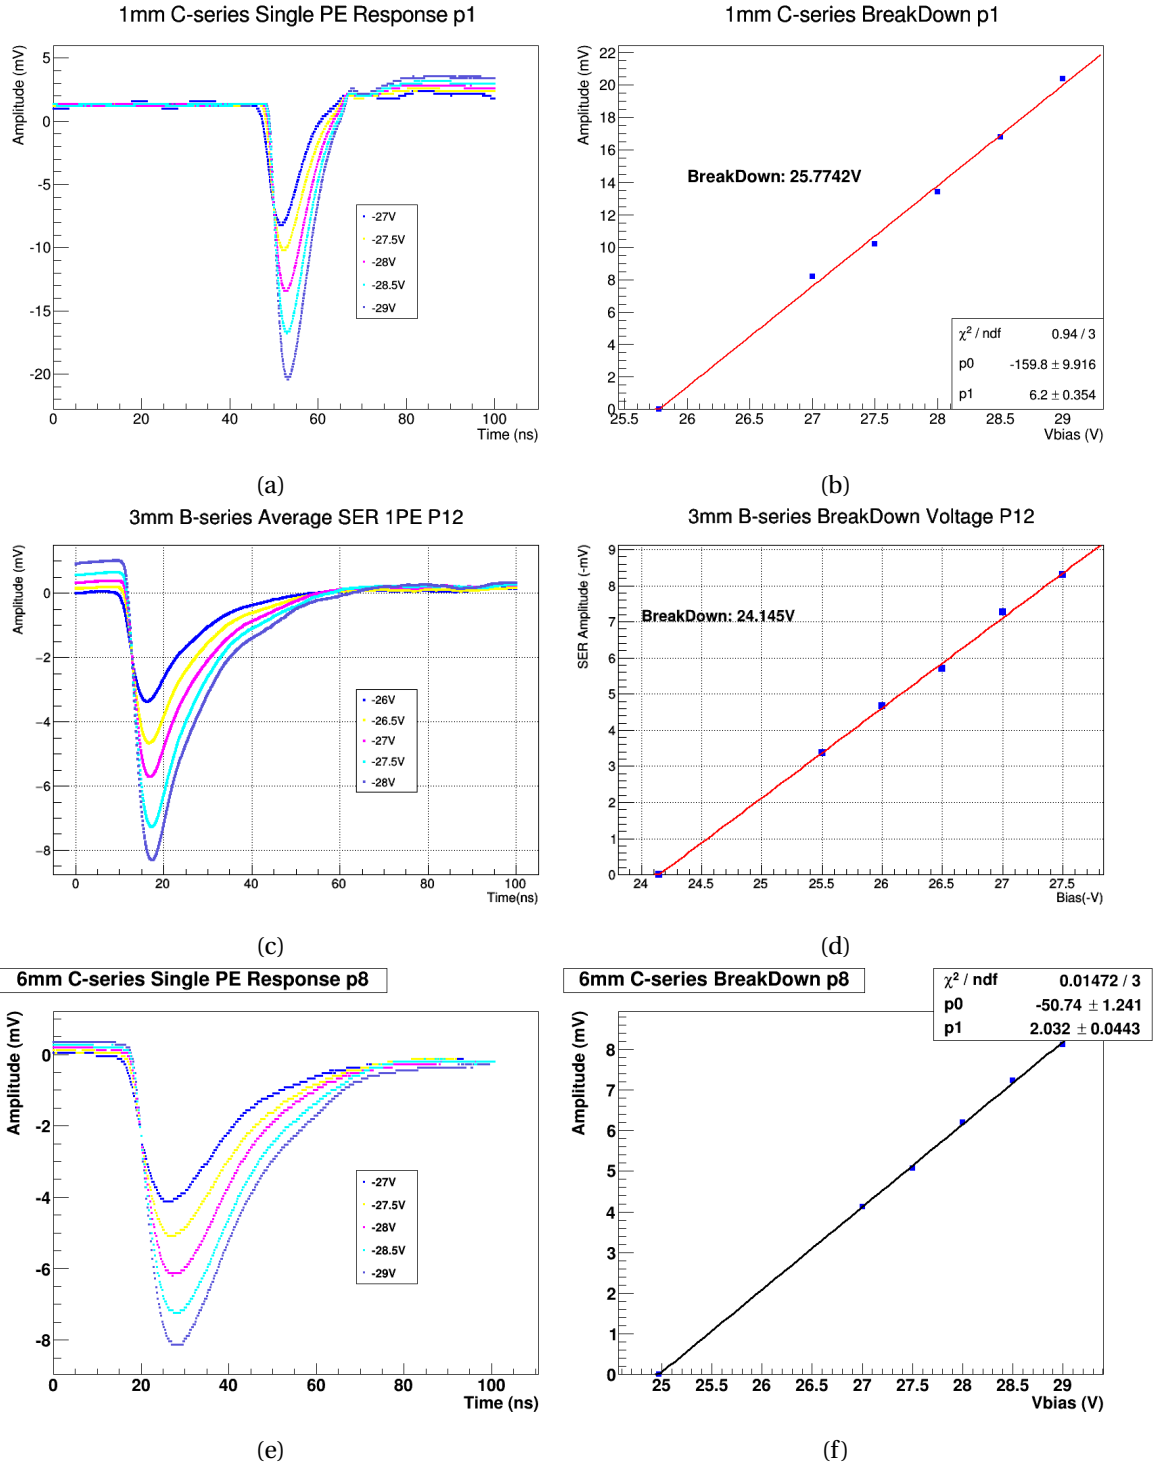 1mm C-series Single PE Response p1
Amplitude (mV)
5
0
-5
-10
-15
-20
-27V
-27.5V
-28V
-28.5V
-29V
0 20 40 60 80 100
Time (ns)
(a)
1mm C-series BreakDown p1
Amplitude (mV)
22
20
18
16
14
12
10
8
6
4
2
0
BreakDown: 25.7742V
χ² / ndf 0.94 / 3
p0 -159.8 ± 9.916
p1 6.2 ± 0.354
25.5 26 26.5 27 27.5 28 28.5 29
Vbias (V)
(b)
3mm B-series Average SER 1PE P12
Amplitude (mV)
0
−2
−4
−6
−8
-26V
-26.5V
-27V
-27.5V
-28V
0 20 40 60 80 100
Time(ns)
(c)
3mm B-series BreakDown Voltage P12
SER Amplitude (-mV)
9
8
7
6
5
4
3
2
1
0
BreakDown: 24.145V
24 24.5 25 25.5 26 26.5 27 27.5
Bias(-V)
(d)
6mm C-series Single PE Response p8
Amplitude (mV)
0
-2
-4
-6
-8
-27V
-27.5V
-28V
-28.5V
-29V
0 20 40 60 80 100
Time (ns)
(e)
6mm C-series BreakDown p8
χ² / ndf 0.01472 / 3
p0 -50.74 ± 1.241
p1 2.032 ± 0.0443
Amplitude (mV)
8
7
6
5
4
3
2
1
0
25 25.5 26 26.5 27 27.5 28 28.5 29
Vbias (V)
(f)